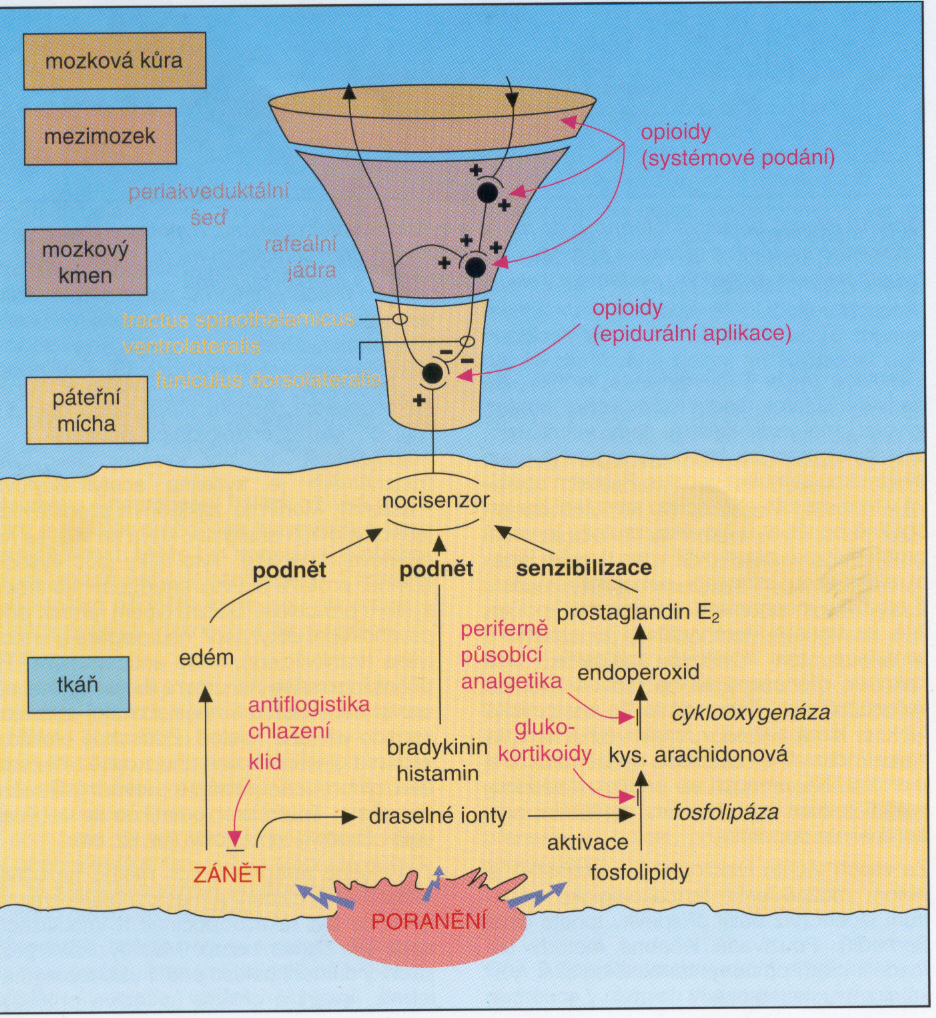 mozková kůra
mezimozek
opioidy
(systémové podání)
periakveduktální
šeď
rafeální
jádra
mozkový
kmen
opioidy
(epidurální aplikace)
tractus spinothalamicus
ventrolateralis
funiculus dorsolateralis
páteřní
mícha
+
+
+
+
+
–
–
+
nocisenzor
podnět
podnět
senzibilizace
prostaglandin E₂
periferně
působící
analgetika
edém
endoperoxid
tkáň
antiflogistika
chlazení
klid
cyklooxygenáza
gluko-
kortikoidy
bradykinin
histamin
kys. arachidonová
draselné ionty
fosfolipáza
aktivace
ZÁNĚT
fosfolipidy
PORANĚNÍ